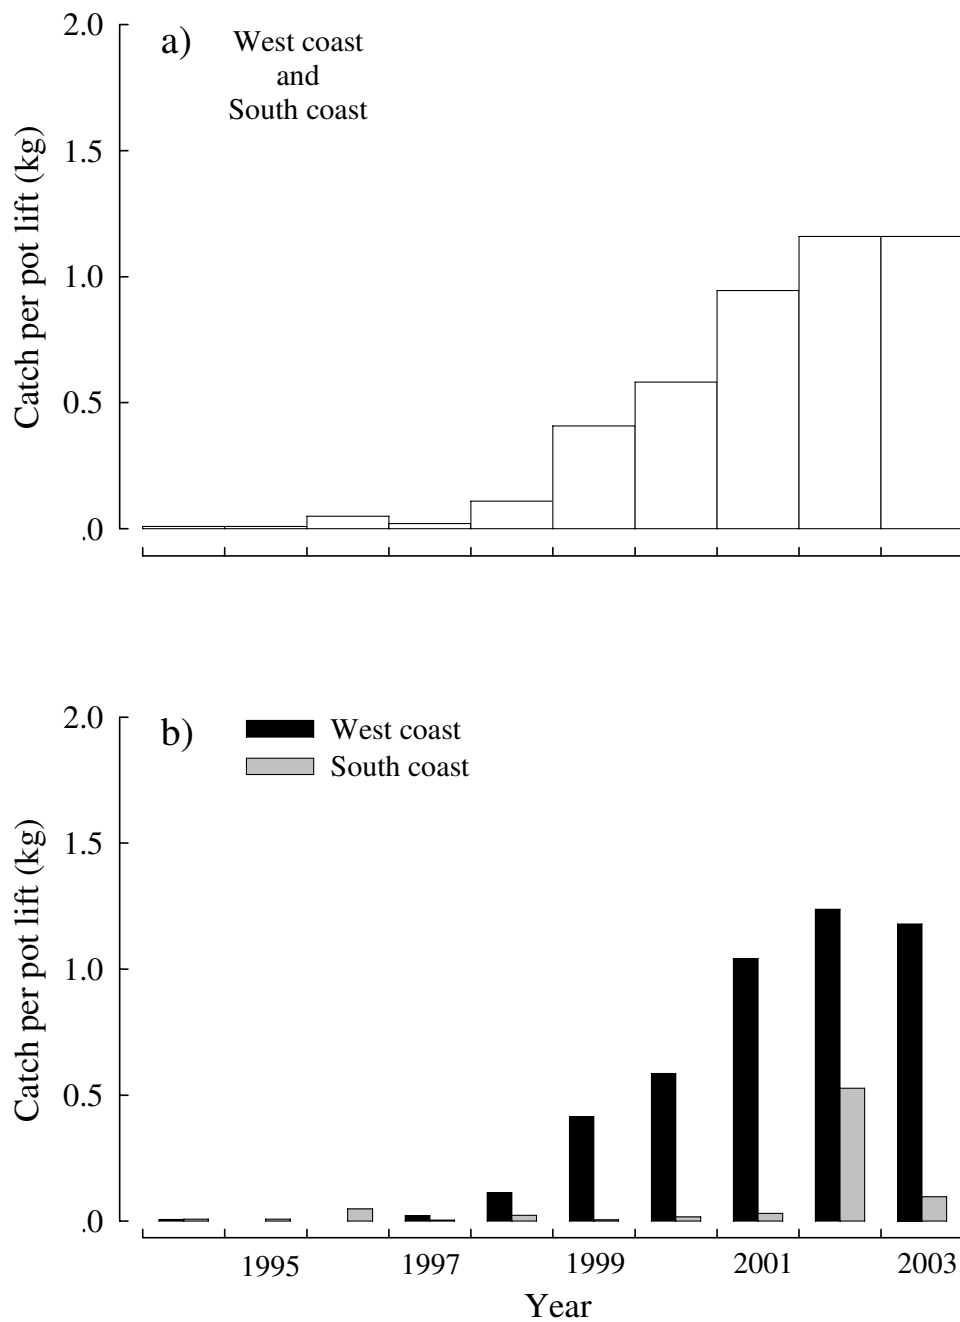 2.0
a)
West coast
and
South coast
1.5
1.0
0.5
.0
Catch per pot lift (kg)
2.0
b)
West coast
South coast
1.5
1.0
0.5
.0
Catch per pot lift (kg)
1995 1997 1999 2001 2003
Year